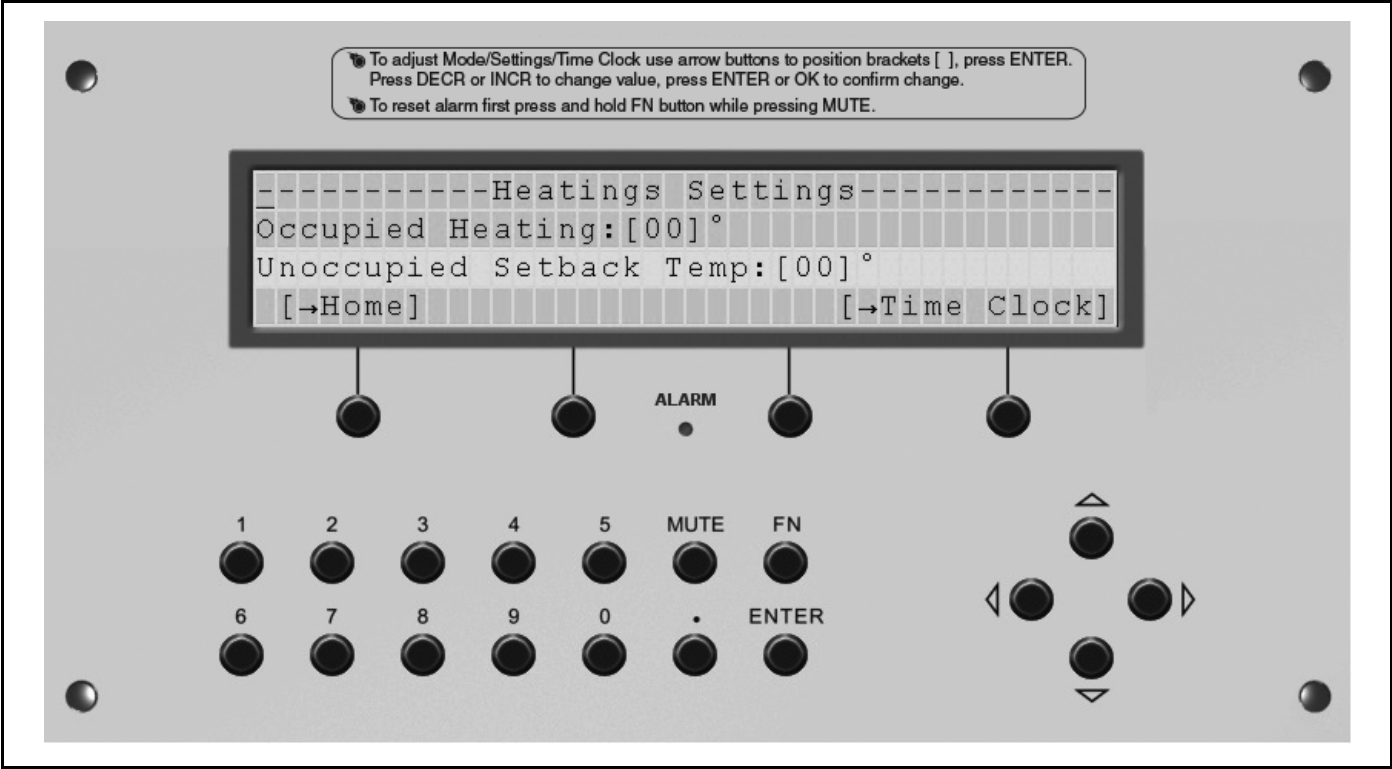 To adjust Mode/Settings/Time Clock use arrow buttons to position brackets [ ], press ENTER.
Press DECR or INCR to change value, press ENTER or OK to confirm change.
To reset alarm first press and hold FN button while pressing MUTE.
-----------Heatings Settings------------
Occupied Heating:[00]°
Unoccupied Setback Temp:[00]°
[→Home] [→Time Clock]
ALARM
1 2 3 4 5 MUTE FN
6 7 8 9 0 . ENTER